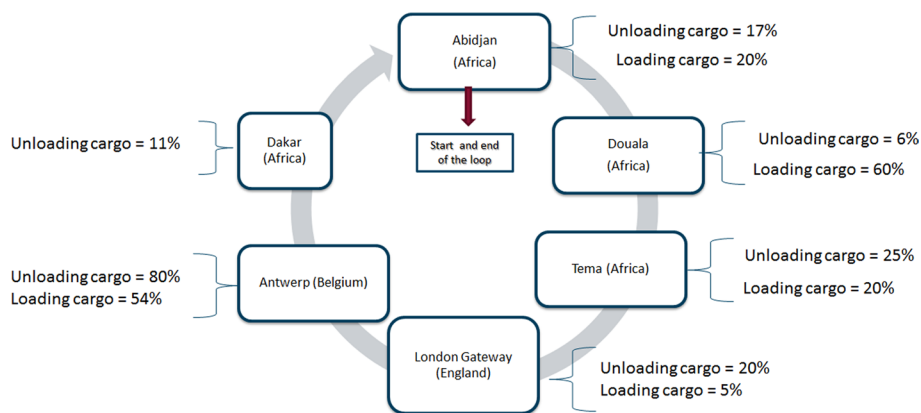 Abidjan
(Africa)
Unloading cargo = 17%
Loading cargo = 20%
Start and end
of the loop
Douala
(Africa)
Unloading cargo = 6%
Loading cargo = 60%
Tema (Africa)
Unloading cargo = 25%
Loading cargo = 20%
London Gateway
(England)
Unloading cargo = 20%
Loading cargo = 5%
Antwerp (Belgium)
Unloading cargo = 80%
Loading cargo = 54%
Dakar
(Africa)
Unloading cargo = 11%